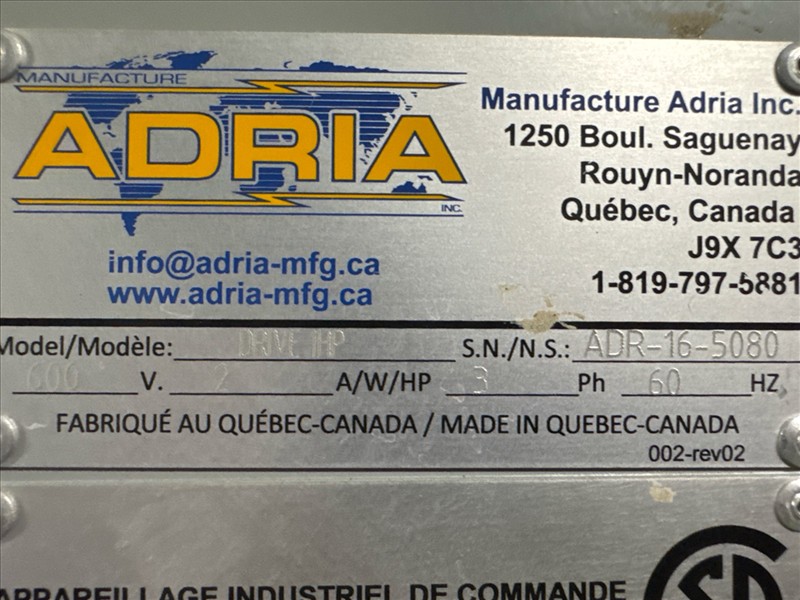 MANUFACTURE
ADRIA
INC.
info@adria-mfg.ca
www.adria-mfg.ca
Manufacture Adria Inc.
1250 Boul. Saguenay
Rouyn-Noranda
Québec, Canada
J9X 7C3
1-819-797-5881
Model/Modèle: DRIVE 1HP S.N./N.S.: ADR-16-5080
600 V. 2 A/W/HP 3 Ph 60 HZ
FABRIQUÉ AU QUÉBEC-CANADA / MADE IN QUEBEC-CANADA
002-rev02
APPAREILLAGE INDUSTRIEL DE COMMANDE